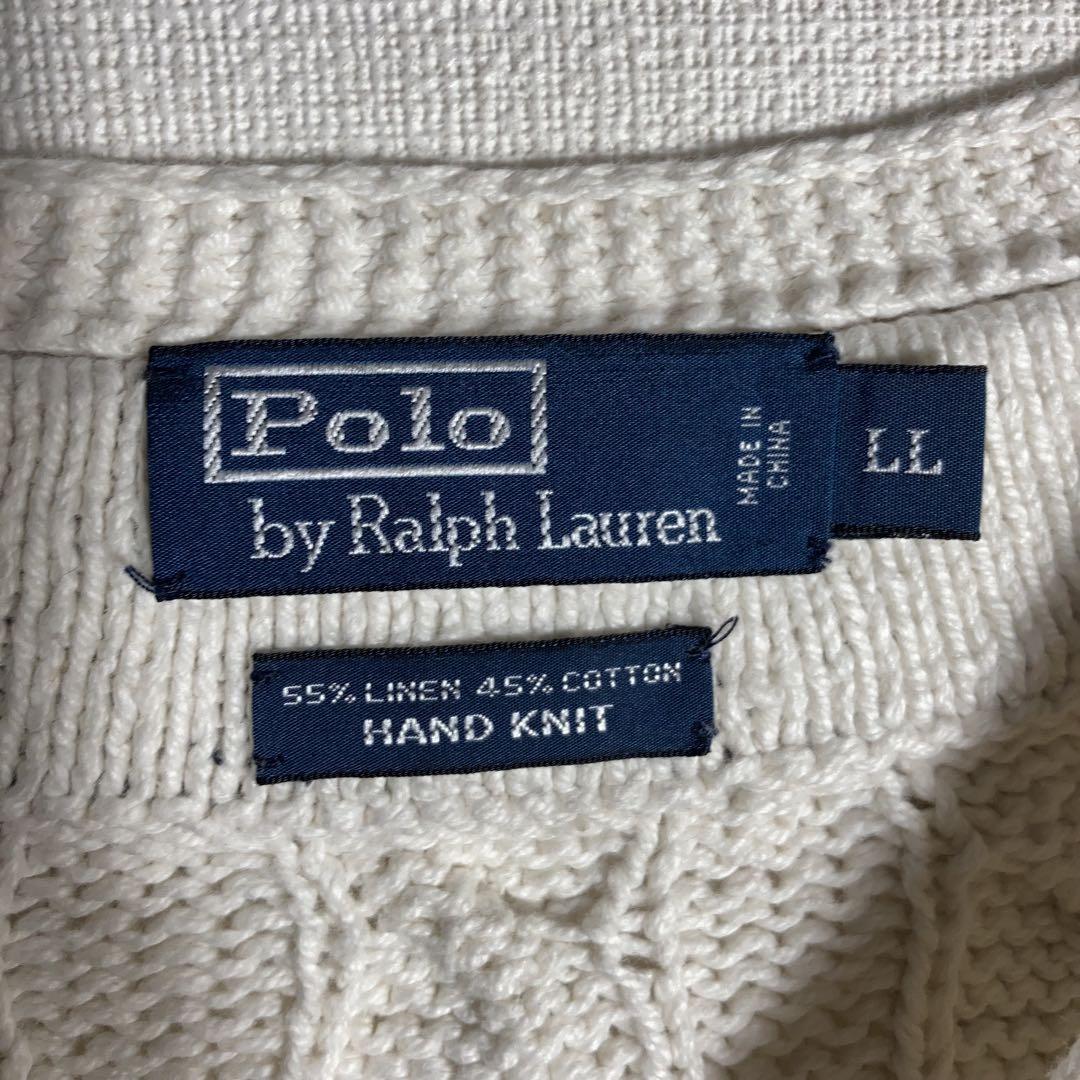 Polo
by Ralph Lauren
MADE IN
CHINA
LL
55% LINEN 45% COTTON
HAND KNIT